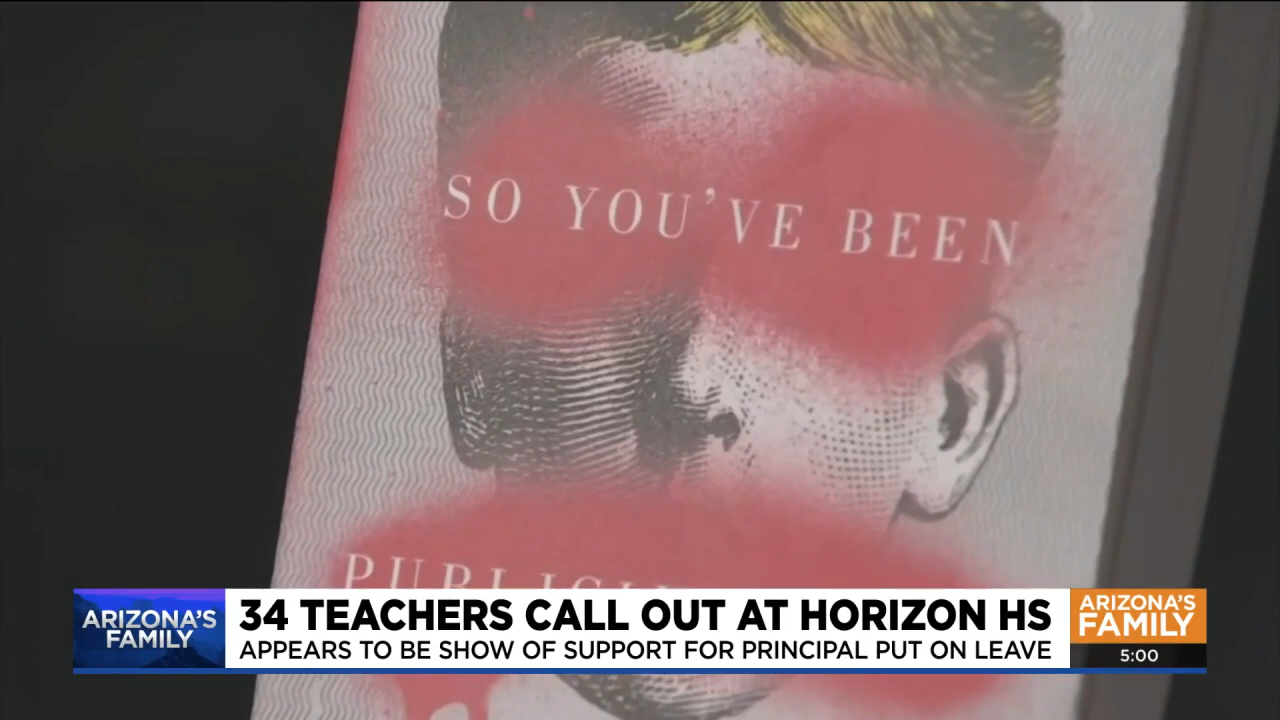 SO YOU'VE BEEN
PUBLICLY
ARIZONA'S
FAMILY
34 TEACHERS CALL OUT AT HORIZON HS
APPEARS TO BE SHOW OF SUPPORT FOR PRINCIPAL PUT ON LEAVE
ARIZONA'S
FAMILY
5:00